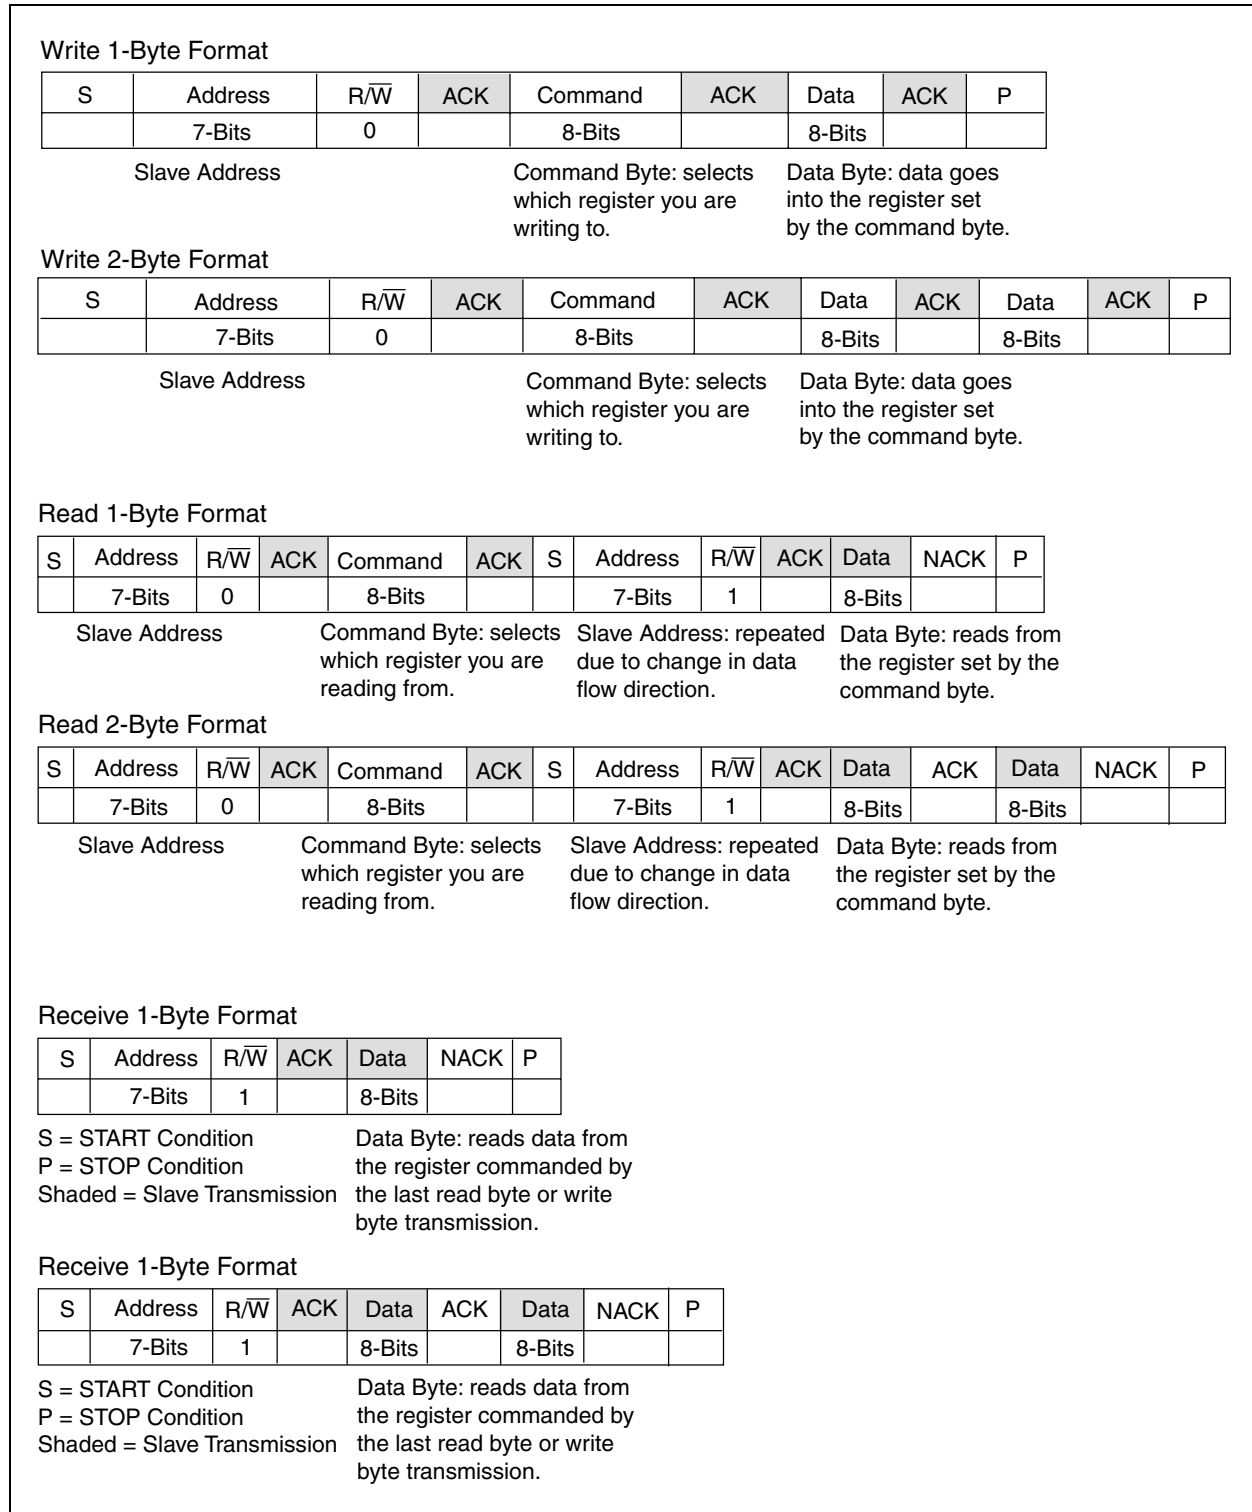 Write 1-Byte Format
S Address R/W̅ ACK Command ACK Data ACK P
7-Bits 0 8-Bits 8-Bits
Slave Address
Command Byte: selects
which register you are
writing to.
Data Byte: data goes
into the register set
by the command byte.
Write 2-Byte Format
S Address R/W̅ ACK Command ACK Data ACK Data ACK P
7-Bits 0 8-Bits 8-Bits 8-Bits
Slave Address
Command Byte: selects
which register you are
writing to.
Data Byte: data goes
into the register set
by the command byte.
Read 1-Byte Format
S Address R/W̅ ACK Command ACK S Address R/W̅ ACK Data NACK P
7-Bits 0 8-Bits 7-Bits 1 8-Bits
Slave Address
Command Byte: selects
which register you are
reading from.
Slave Address: repeated
due to change in data
flow direction.
Data Byte: reads from
the register set by the
command byte.
Read 2-Byte Format
S Address R/W̅ ACK Command ACK S Address R/W̅ ACK Data ACK Data NACK P
7-Bits 0 8-Bits 7-Bits 1 8-Bits 8-Bits
Slave Address
Command Byte: selects
which register you are
reading from.
Slave Address: repeated
due to change in data
flow direction.
Data Byte: reads from
the register set by the
command byte.
Receive 1-Byte Format
S Address R/W̅ ACK Data NACK P
7-Bits 1 8-Bits
S = START Condition
P = STOP Condition
Shaded = Slave Transmission
Data Byte: reads data from
the register commanded by
the last read byte or write
byte transmission.
Receive 1-Byte Format
S Address R/W̅ ACK Data ACK Data NACK P
7-Bits 1 8-Bits 8-Bits
S = START Condition
P = STOP Condition
Shaded = Slave Transmission
Data Byte: reads data from
the register commanded by
the last read byte or write
byte transmission.